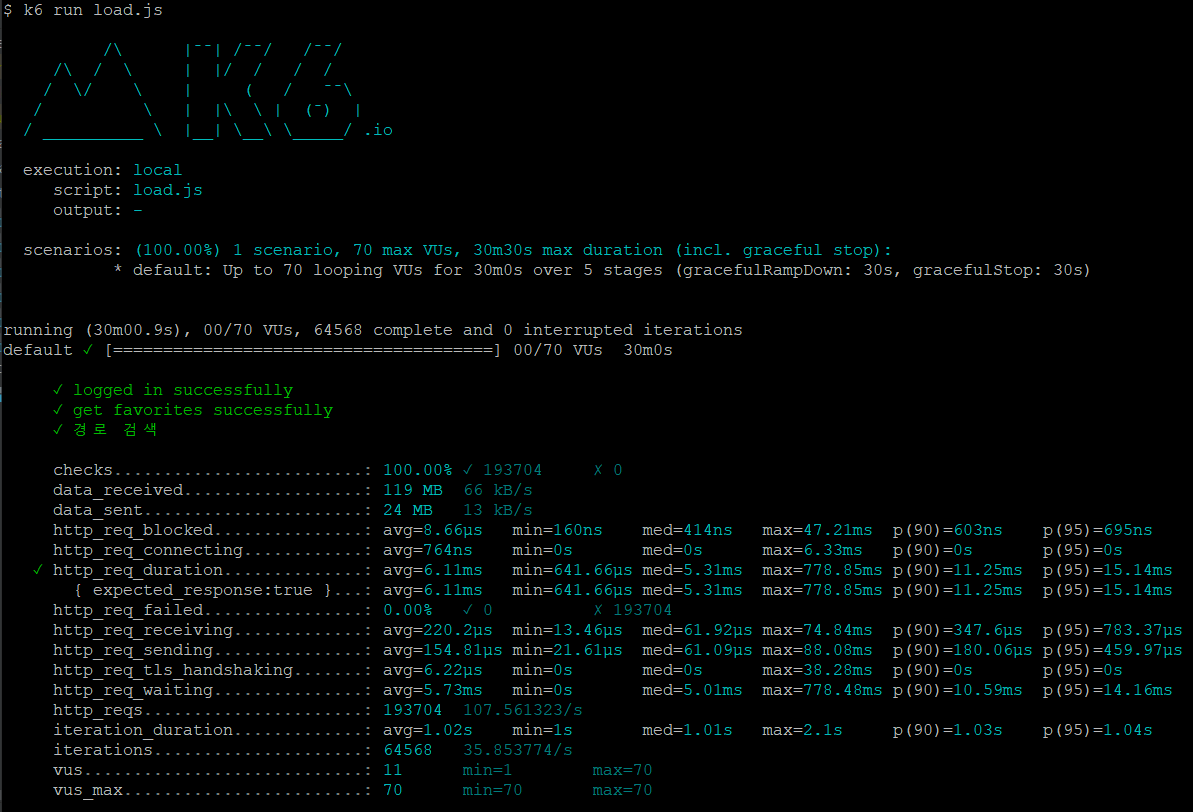 $ k6 run load.js
          /\      |‾‾| /‾‾/   /‾‾/
     /\  /  \     |  |/  /   /  /
    /  \/    \    |     (   /   ‾‾\
   /          \   |  |\  \ |  (‾)  |
  / __________ \  |__| \__\ \_____/ .io
execution: local
script: load.js
output: -
scenarios: (100.00%) 1 scenario, 70 max VUs, 30m30s max duration (incl. graceful stop):
* default: Up to 70 looping VUs for 30m0s over 5 stages (gracefulRampDown: 30s, gracefulStop: 30s)
running (30m00.9s), 00/70 VUs, 64568 complete and 0 interrupted iterations
default ✓ [======================================] 00/70 VUs  30m0s
✓ logged in successfully
✓ get favorites successfully
✓ 경로 검색
checks.........................: 100.00% ✓ 193704     ✗ 0
data_received..................: 119 MB  66 kB/s
data_sent......................: 24 MB   13 kB/s
http_req_blocked...............: avg=8.66µs   min=160ns    med=414ns   max=47.21ms  p(90)=603ns    p(95)=695ns
http_req_connecting............: avg=764ns    min=0s       med=0s      max=6.33ms   p(90)=0s       p(95)=0s
✓ http_req_duration..............: avg=6.11ms   min=641.66µs med=5.31ms  max=778.85ms p(90)=11.25ms  p(95)=15.14ms
{ expected_response:true }...: avg=6.11ms   min=641.66µs med=5.31ms  max=778.85ms p(90)=11.25ms  p(95)=15.14ms
http_req_failed................: 0.00%   ✓ 0          ✗ 193704
http_req_receiving.............: avg=220.2µs  min=13.46µs  med=61.92µs max=74.84ms  p(90)=347.6µs  p(95)=783.37µs
http_req_sending...............: avg=154.81µs min=21.61µs  med=61.09µs max=88.08ms  p(90)=180.06µs p(95)=459.97µs
http_req_tls_handshaking.......: avg=6.22µs   min=0s       med=0s      max=38.28ms  p(90)=0s       p(95)=0s
http_req_waiting...............: avg=5.73ms   min=0s       med=5.01ms  max=778.48ms p(90)=10.59ms  p(95)=14.16ms
http_reqs......................: 193704  107.561323/s
iteration_duration.............: avg=1.02s    min=1s       med=1.01s   max=2.1s     p(90)=1.03s    p(95)=1.04s
iterations.....................: 64568   35.853774/s
vus............................: 11      min=1        max=70
vus_max........................: 70      min=70       max=70